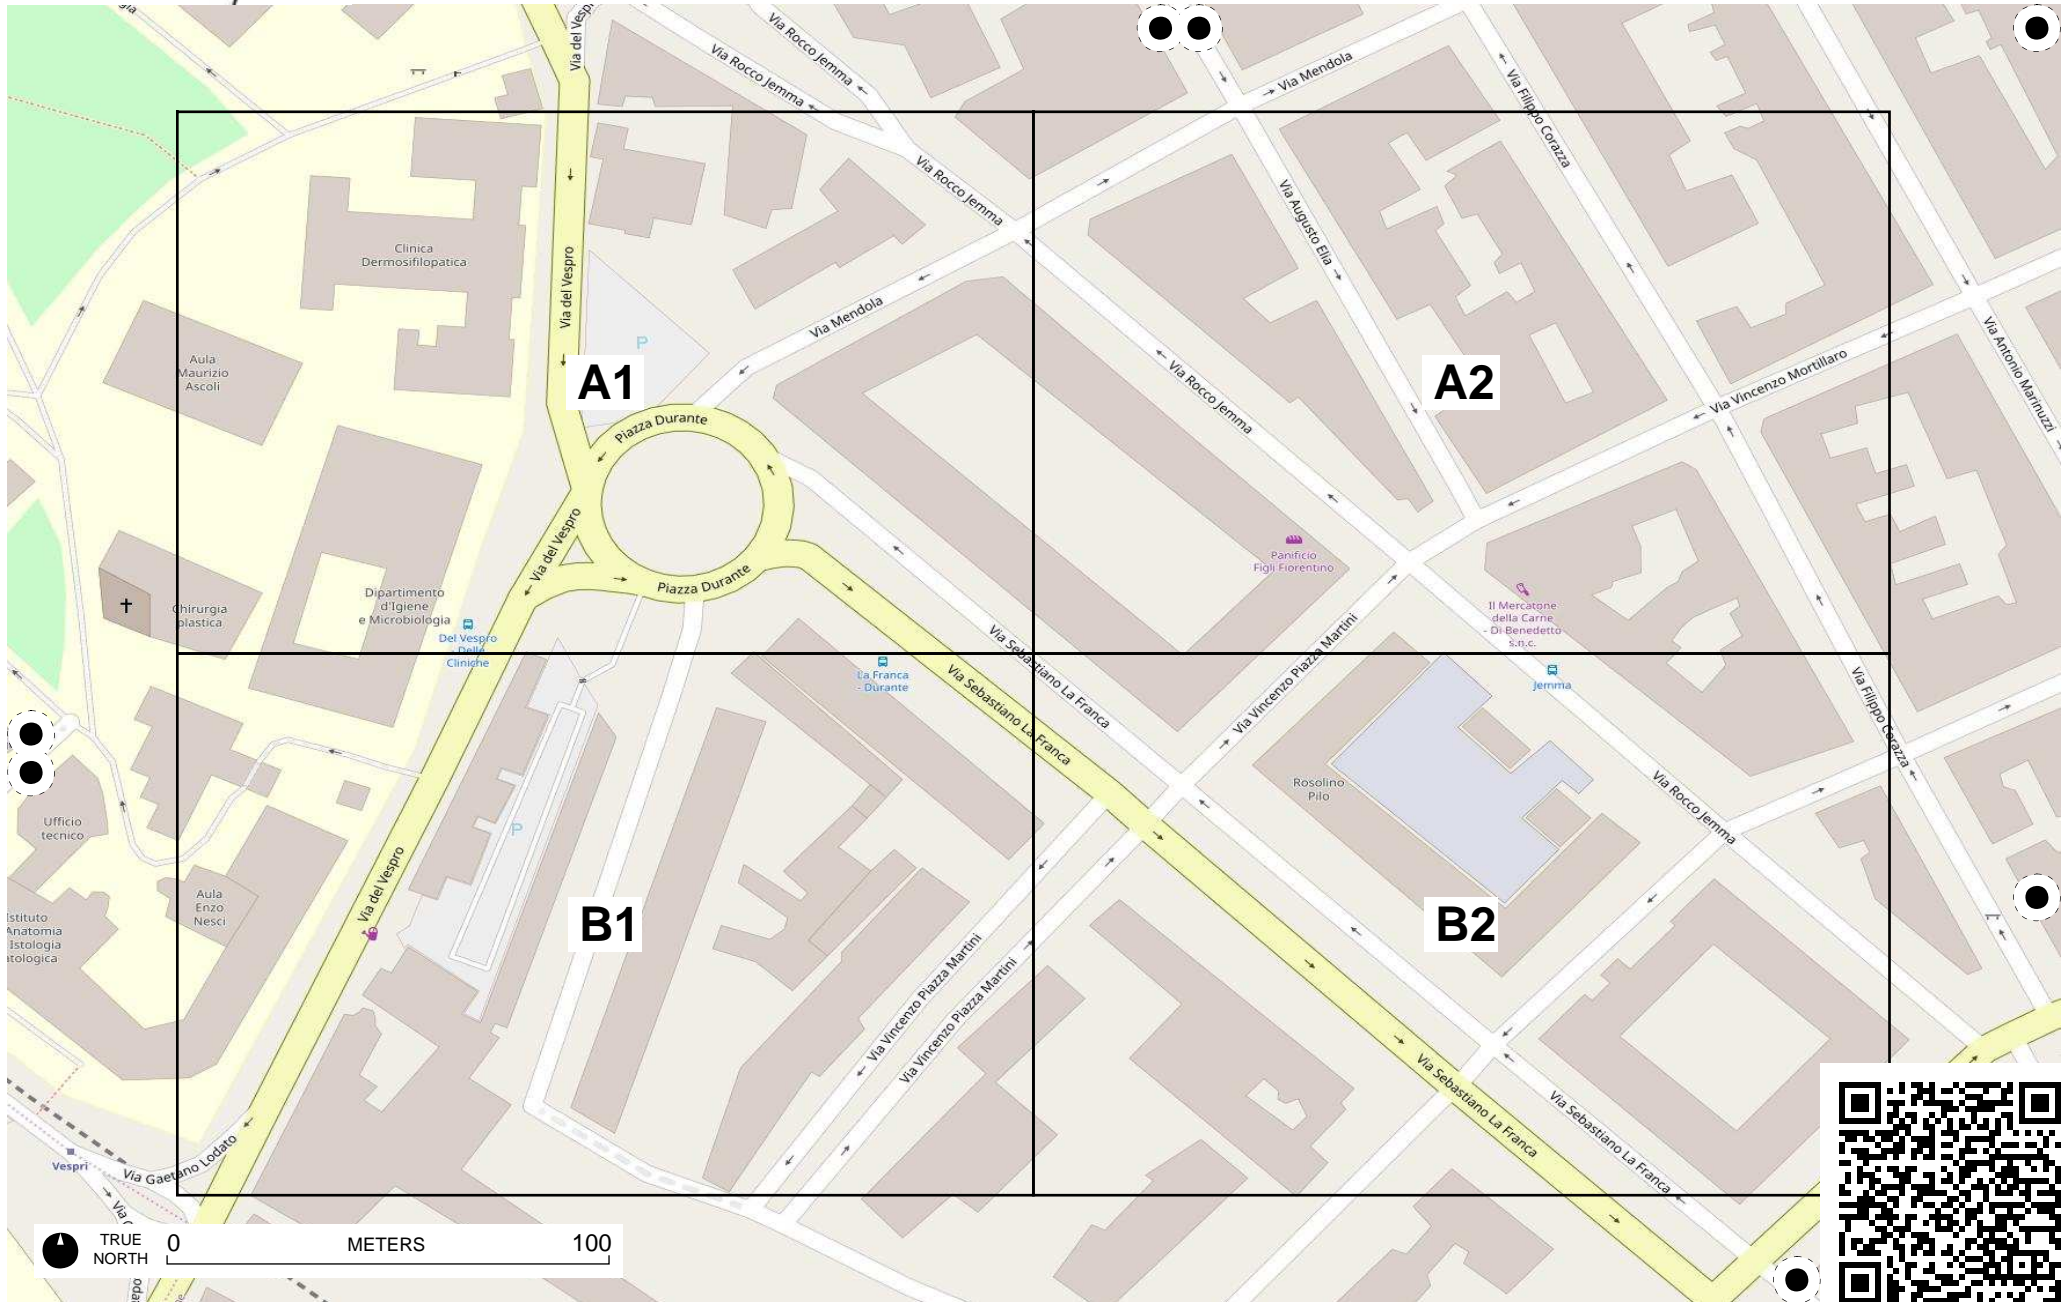 Via del Vespro
Via Rocco Jemma
Via Rocco Jemma
Via Mendola
Via Filippo Corazza
Via Rocco Jemma
Via Augusto Elia
Clinica
Dermosifilopatica
Via del Vespro
Via Mendola
P
Aula
Maurizio
Ascoli
A1
A2
Via Rocco Jemma
Via Vincenzo Mortillaro
Via Antonio Marinuzzi
Piazza Durante
Via del Vespro
Panificio
Figli Fiorentino
Piazza Durante
Dipartimento
d'Igiene
e Microbiologia
Chirurgia
plastica
Il Mercatone
della Carne
- Di Benedetto
s.n.c.
Del Vespro
- Delle
Cliniche
Via Sebastiano La Franca
Via Vincenzo Piazza Martini
La Franca
- Durante
Via Sebastiano La Franca
Jemma
Via Filippo Corazza
Rosolino
Pilo
Via Rocco Jemma
Ufficio
tecnico
P
Via del Vespro
Aula
Enzo
Nesci
Istituto
Anatomia
Istologia
atologica
B1
B2
Via Vincenzo Piazza Martini
Via Vincenzo Piazza Martini
Via Sebastiano La Franca
Via Sebastiano La Franca
Via Gaetano Lodato
Vespri
TRUE
NORTH
0 METERS 100